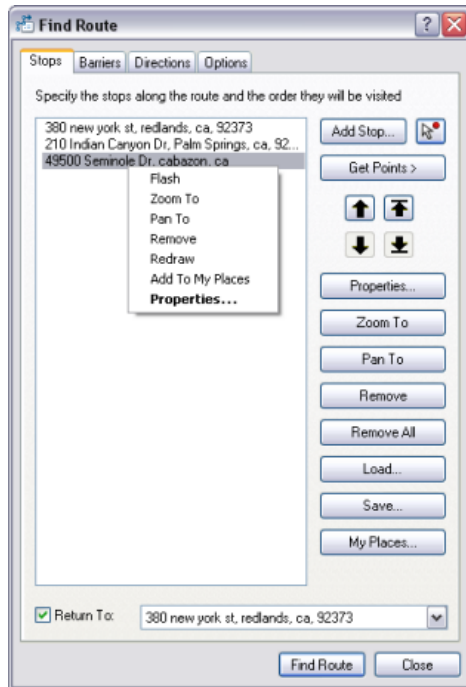 Find Route
?
X
Stops Barriers Directions Options
Specify the stops along the route and the order they will be visited
380 new york st, redlands, ca, 92373
210 Indian Canyon Dr, Palm Springs, ca, 92...
49500 Seminole Dr. cabazon. ca
Flash
Zoom To
Pan To
Remove
Redraw
Add To My Places
Properties...
Add Stop...
Get Points >
Properties...
Zoom To
Pan To
Remove
Remove All
Load...
Save...
My Places...
Return To: 380 new york st, redlands, ca, 92373
Find Route Close